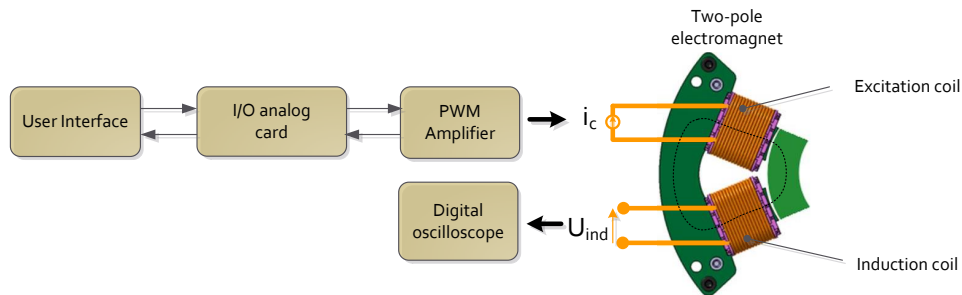 Two-pole
electromagnet
Excitation coil
User Interface
I/O analog
card
PWM
Amplifier
ic
Digital
oscilloscope
Uind
Induction coil